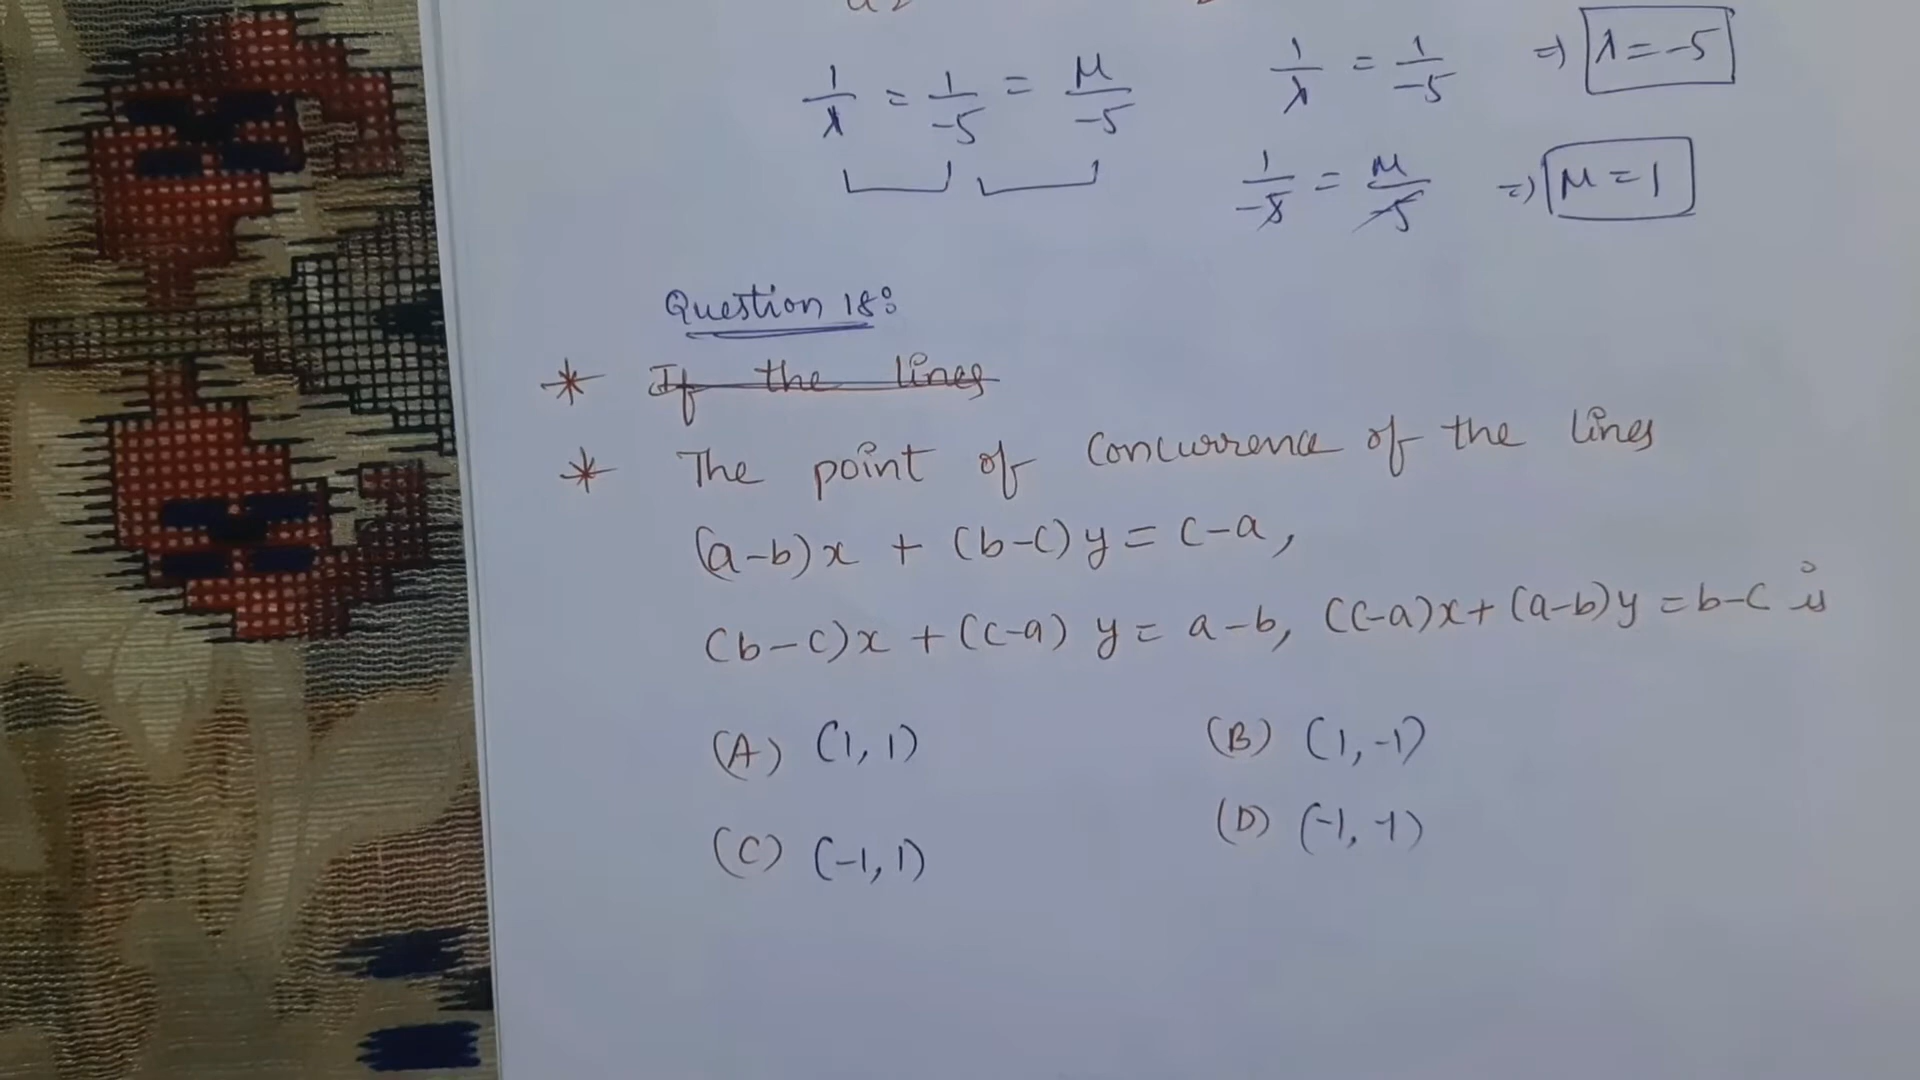 1/λ = 1/-5 = μ/-5
1/λ = 1/-5 => λ = -5
1/-5 = μ/-5 => μ = 1
Question 18:
* If the lines
* The point of concurrence of the lines
(a-b)x + (b-c)y = c-a,
(b-c)x + (c-a) y = a-b, (c-a)x + (a-b)y = b-c is
(A) (1, 1) (B) (1, -1)
(C) (-1, 1) (D) (-1, -1)